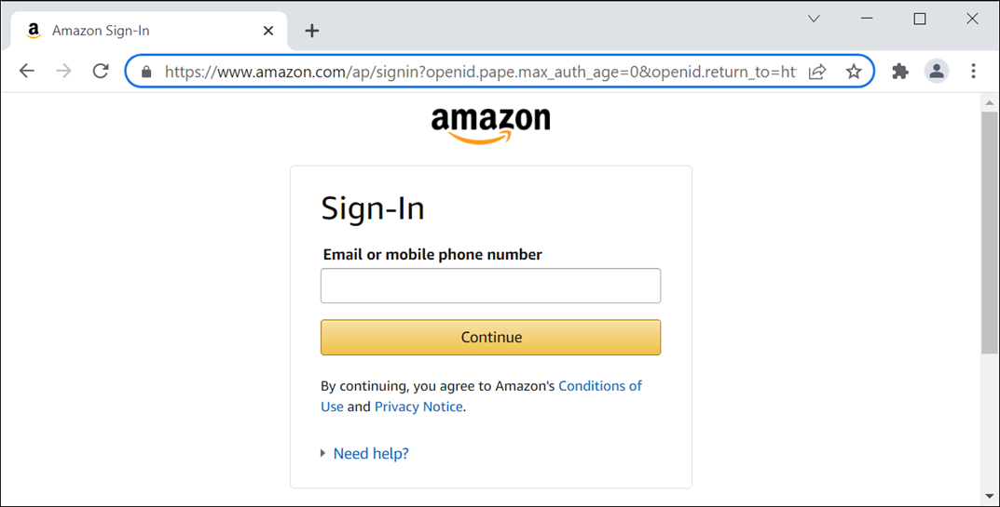 Amazon Sign-In
https://www.amazon.com/ap/signin?openid.pape.max_auth_age=0&openid.return_to=ht
amazon
Sign-In
Email or mobile phone number
Continue
By continuing, you agree to Amazon's Conditions of
Use and Privacy Notice.
Need help?